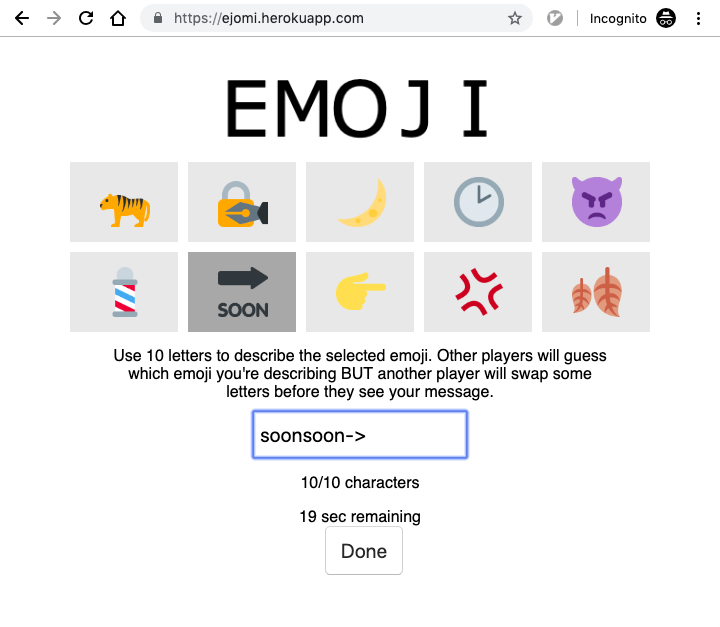 https://ejomi.herokuapp.com
Incognito
EMOJI
SOON
Use 10 letters to describe the selected emoji. Other players will guess
which emoji you're describing BUT another player will swap some
letters before they see your message.
soonsoon->
10/10 characters
19 sec remaining
Done